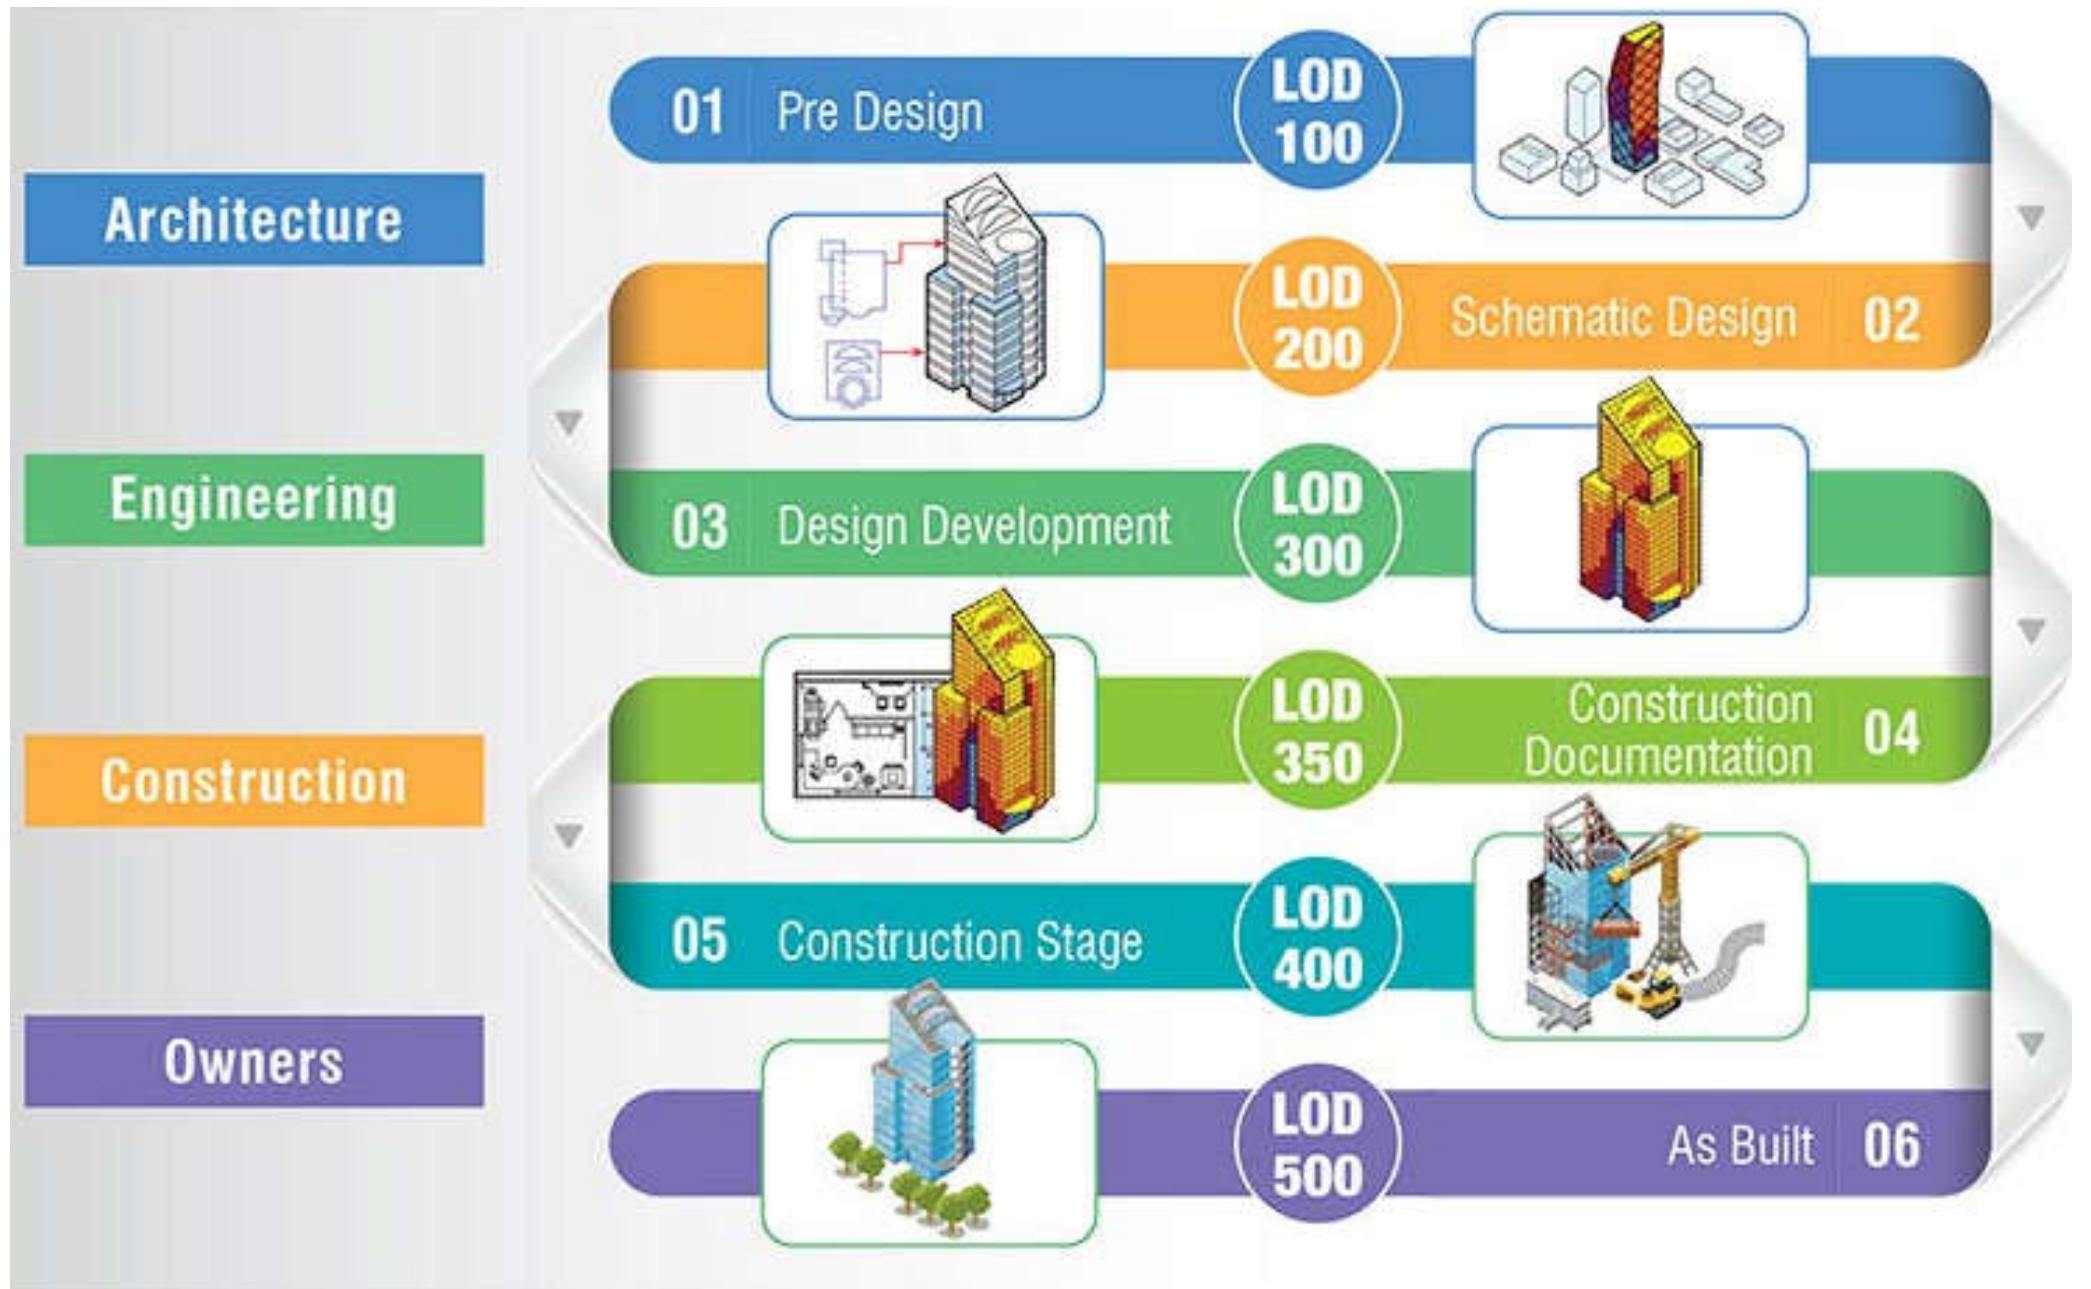 Architecture
Engineering
Construction
Owners
01 Pre Design
LOD
100
LOD
200
Schematic Design 02
03 Design Development
LOD
300
LOD
350
Construction
Documentation
04
05 Construction Stage
LOD
400
LOD
500
As Built 06